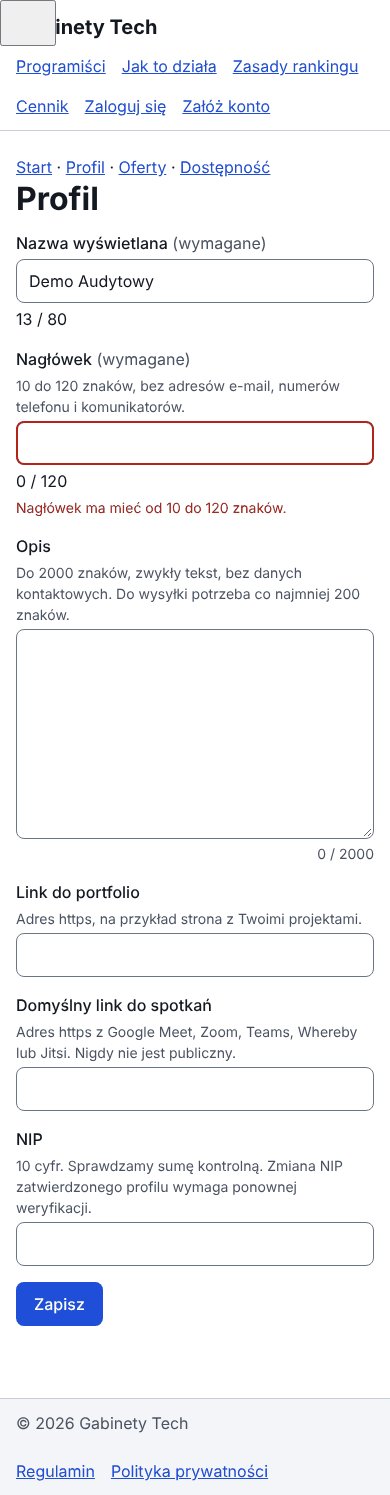 inety Tech
Programiści Jak to działa Zasady rankingu
Cennik Zaloguj się Załóż konto
Start · Profil · Oferty · Dostępność
Profil
Nazwa wyświetlana (wymagane)
Demo Audytowy
13 / 80
Nagłówek (wymagane)
10 do 120 znaków, bez adresów e-mail, numerów
telefonu i komunikatorów.
0 / 120
Nagłówek ma mieć od 10 do 120 znaków.
Opis
Do 2000 znaków, zwykły tekst, bez danych
kontaktowych. Do wysyłki potrzeba co najmniej 200
znaków.
0 / 2000
Link do portfolio
Adres https, na przykład strona z Twoimi projektami.
Domyślny link do spotkań
Adres https z Google Meet, Zoom, Teams, Whereby
lub Jitsi. Nigdy nie jest publiczny.
NIP
10 cyfr. Sprawdzamy sumę kontrolną. Zmiana NIP
zatwierdzonego profilu wymaga ponownej
weryfikacji.
Zapisz
© 2026 Gabinety Tech
Regulamin Polityka prywatności